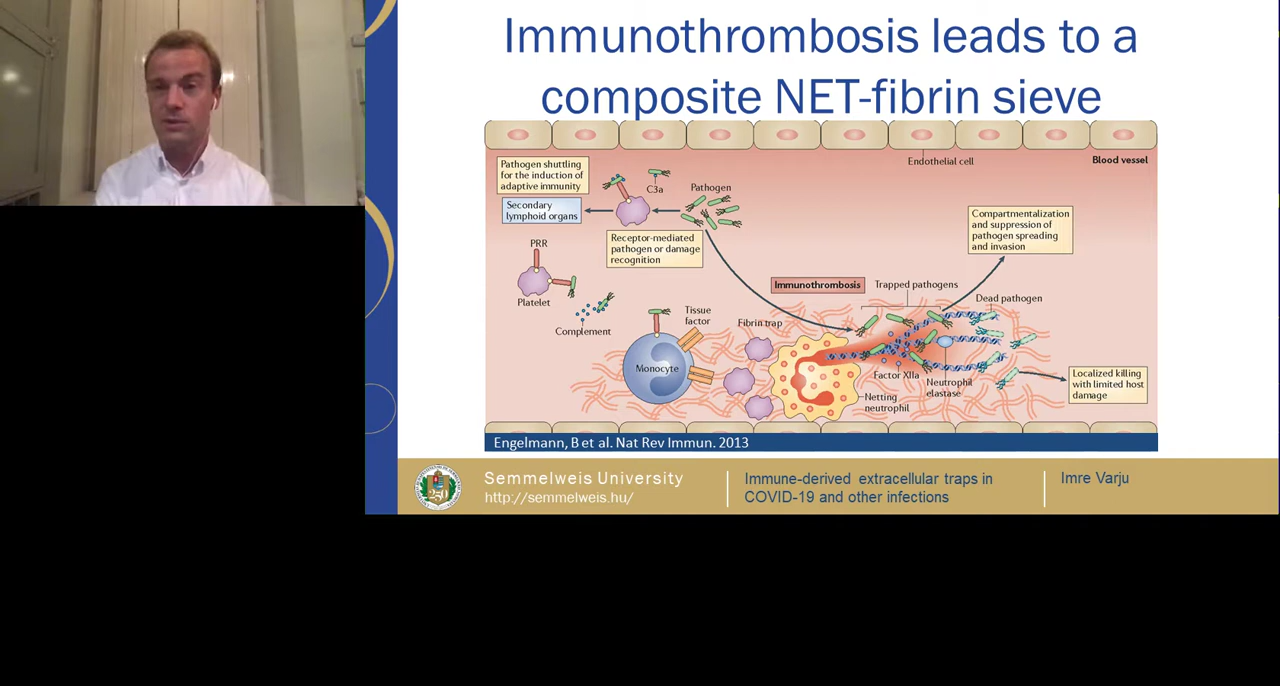 Immunothrombosis leads to a
composite NET-fibrin sieve
Endothelial cell
Blood vessel
Pathogen shuttling
for the induction of
adaptive immunity
C3a
Pathogen
Secondary
lymphoid organs
Receptor-mediated
pathogen or damage
recognition
Compartmentalization
and suppression of
pathogen spreading
and invasion
PRR
Platelet
Complement
Immunothrombosis
Trapped pathogens
Dead pathogen
Tissue
factor
Fibrin trap
Monocyte
Factor XIIa
Neutrophil
elastase
Netting
neutrophil
Localized killing
with limited host
damage
Engelmann, B et al. Nat Rev Immun. 2013
250
Semmelweis University
http://semmelweis.hu/
Immune-derived extracellular traps in
COVID-19 and other infections
Imre Varju